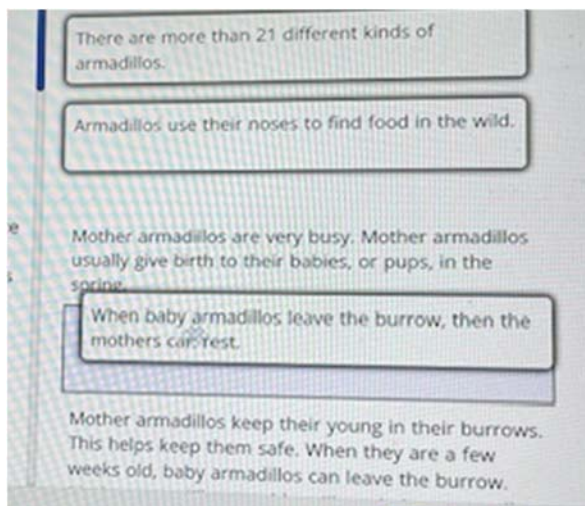 There are more than 21 different kinds of
armadillos.
Armadillos use their noses to find food in the wild.
Mother armadillos are very busy. Mother armadillos
usually give birth to their babies, or pups, in the
spring.
When baby armadillos leave the burrow, then the
mothers can rest.
Mother armadillos keep their young in their burrows.
This helps keep them safe. When they are a few
weeks old, baby armadillos can leave the burrow.